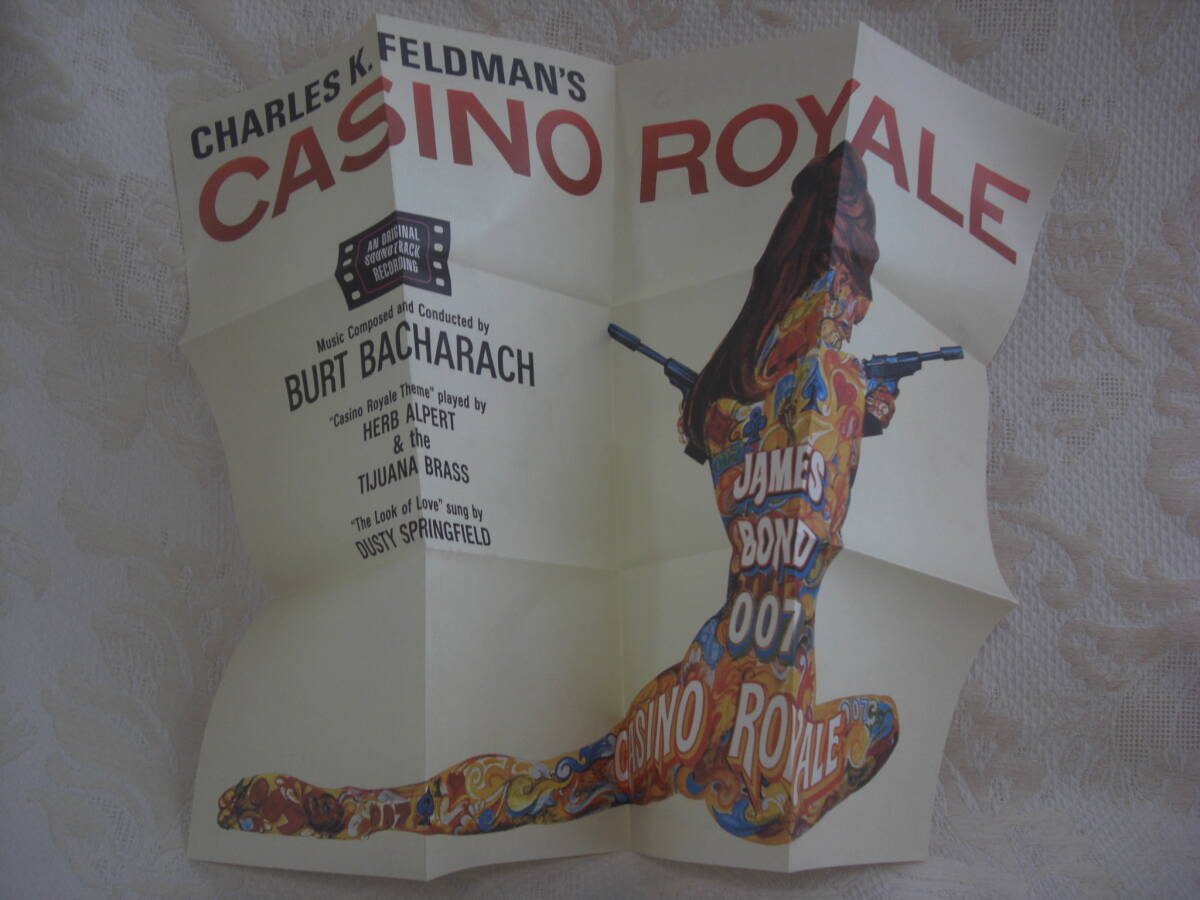 CHARLES K. FELDMAN'S
CASINO ROYALE
AN ORIGINAL
SOUNDTRACK
RECORDING
Music Composed and Conducted by
BURT BACHARACH
"Casino Royale Theme" played by
HERB ALPERT
& the
TIJUANA BRASS
"The Look of Love" sung by
DUSTY SPRINGFIELD
JAMES
BOND
007
CASINO ROYALE